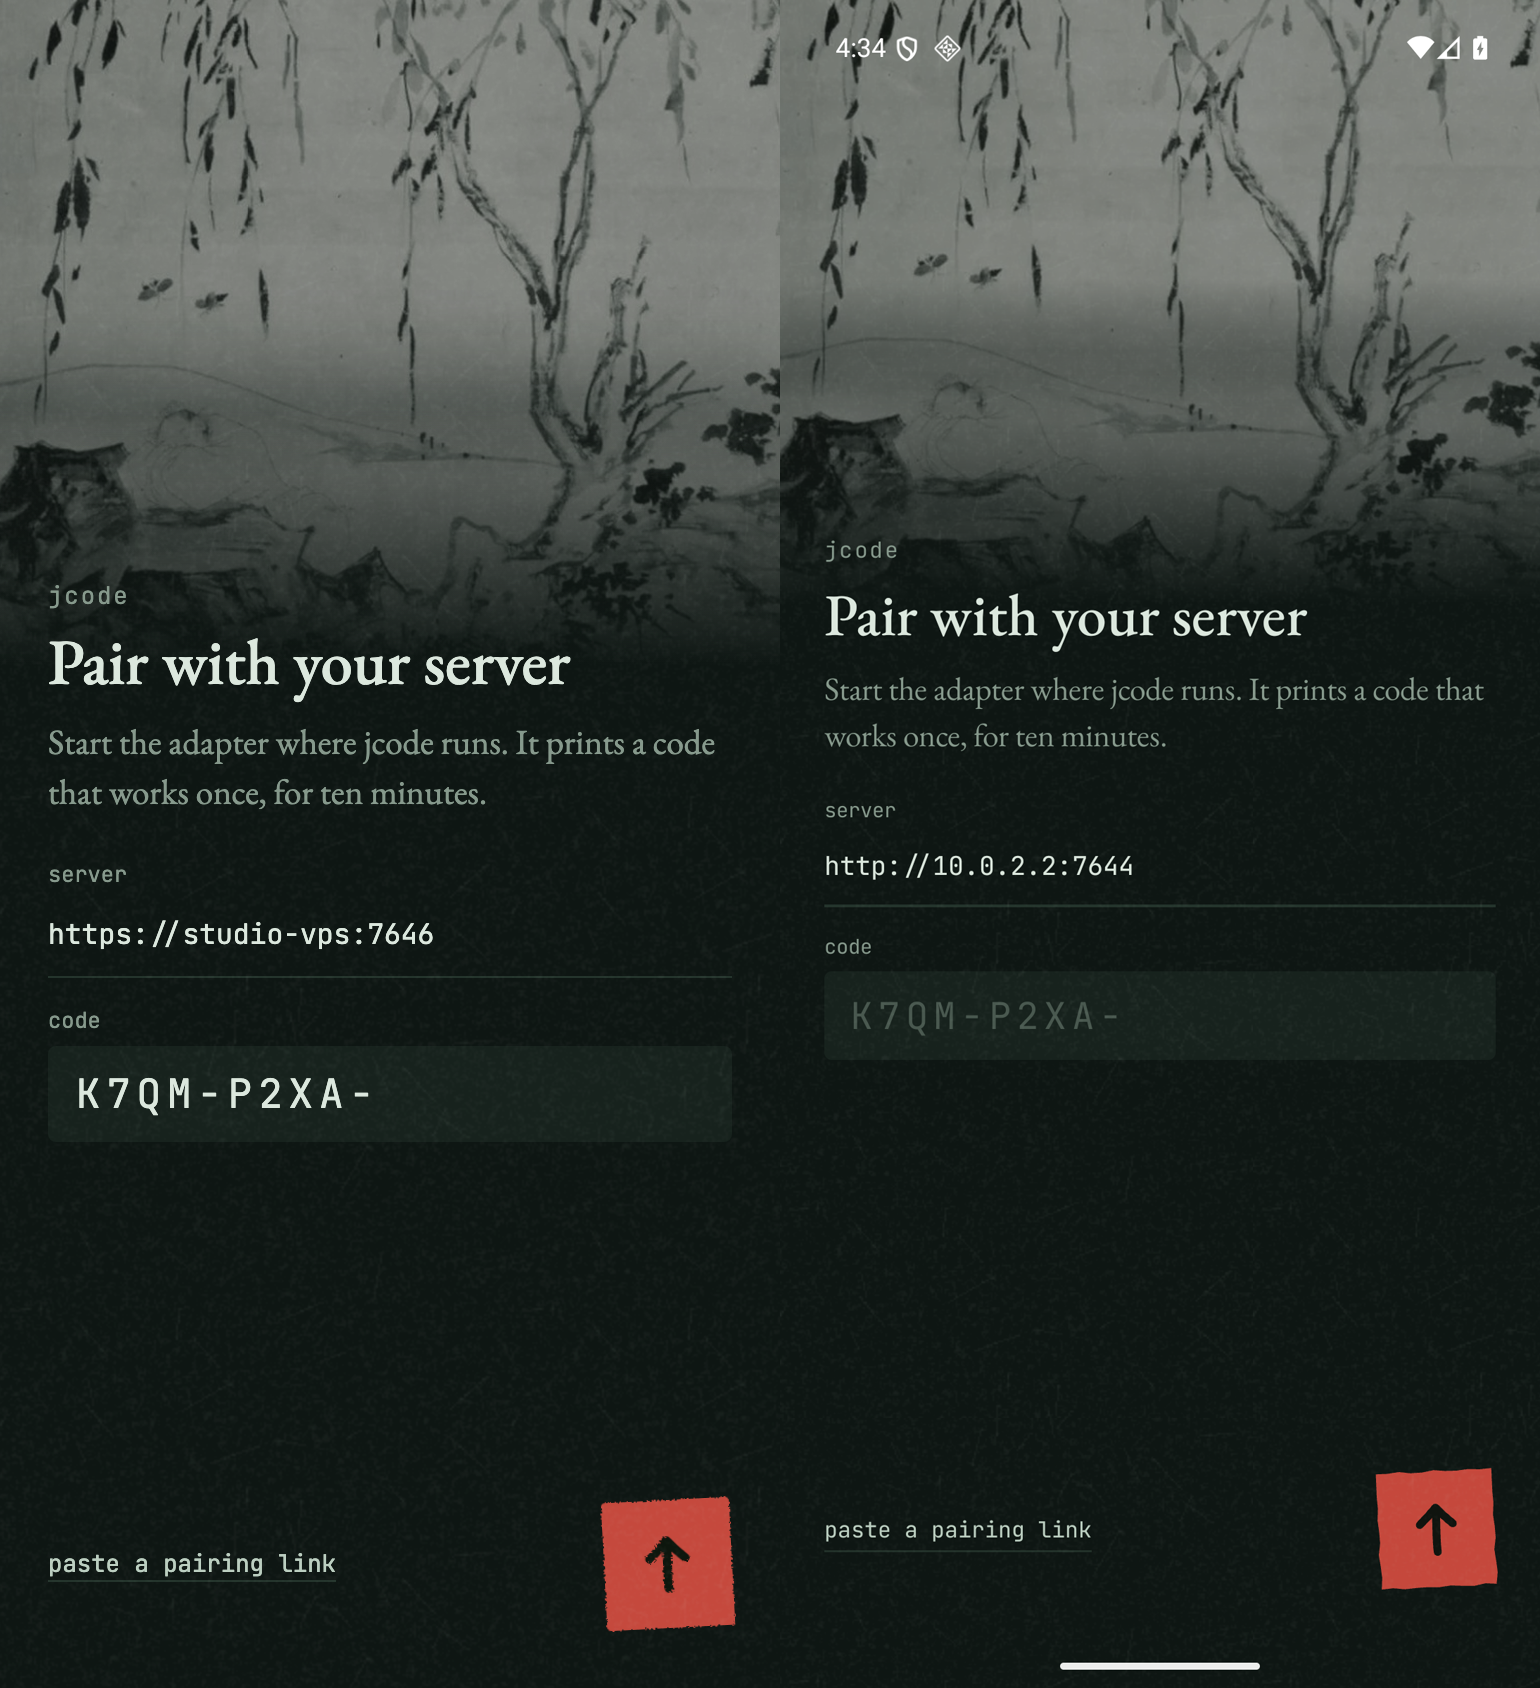 jcode
Pair with your server
Start the adapter where jcode runs. It prints a code
that works once, for ten minutes.
server
https://studio-vps:7646
code
K7QM-P2XA-
paste a pairing link
4:34
jcode
Pair with your server
Start the adapter where jcode runs. It prints a code that
works once, for ten minutes.
server
http://10.0.2.2:7644
code
K7QM-P2XA-
paste a pairing link